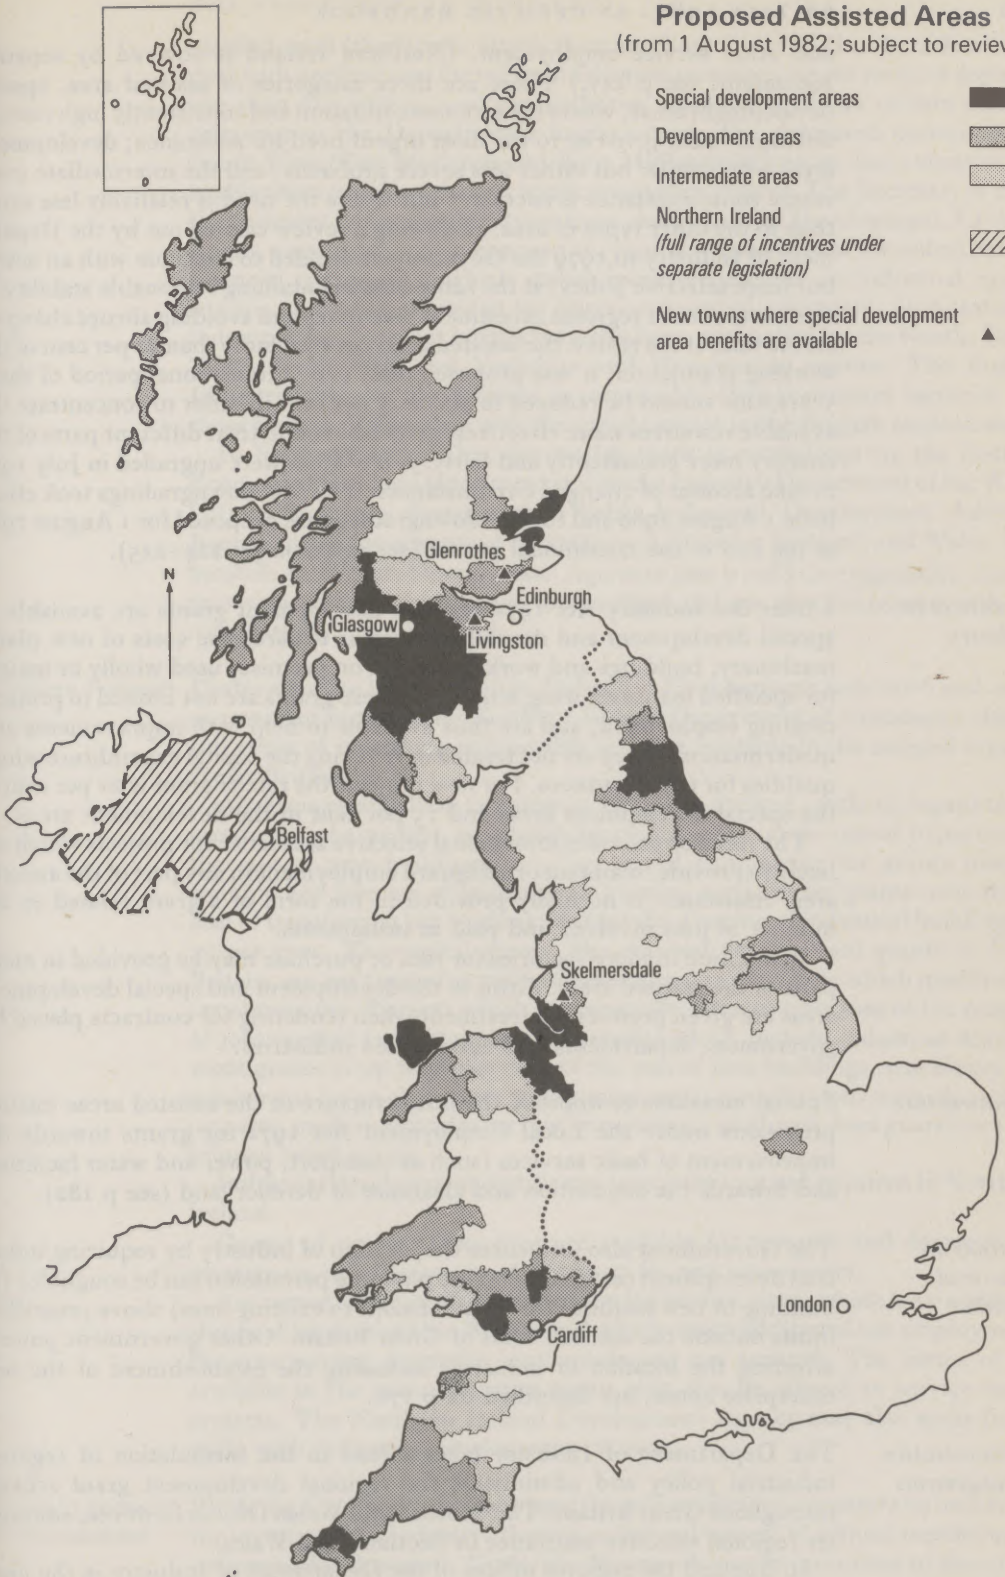 Proposed Assisted Areas
(from 1 August 1982; subject to review
Special development areas
Development areas
Intermediate areas
Northern Ireland
(full range of incentives under
separate legislation)
New towns where special development
area benefits are available
Glenrothes
Edinburgh
N
Glasgow
Livingston
Belfast
Skelmersdale
London
Cardiff